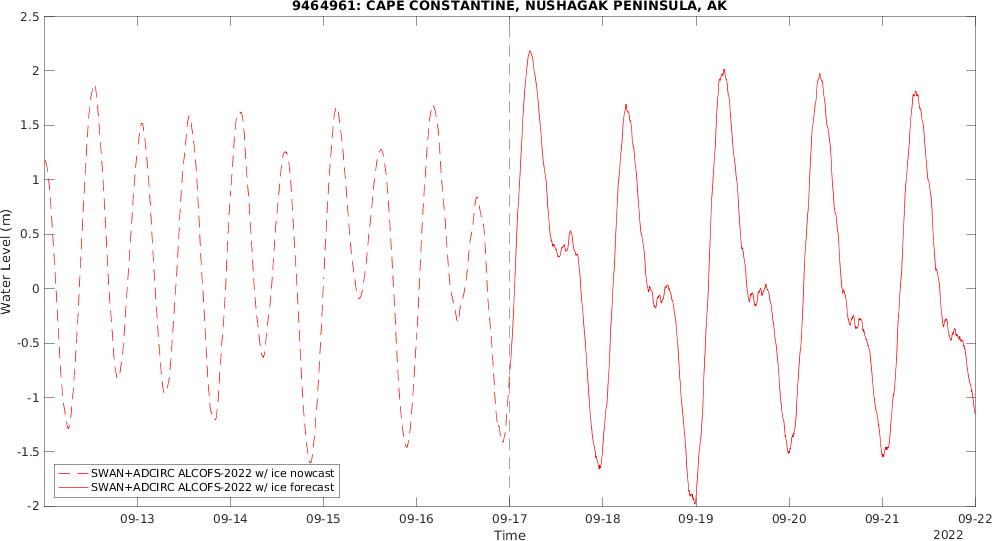 9464961: CAPE CONSTANTINE, NUSHAGAK PENINSULA, AK
2.5
2
1.5
1
0.5
0
-0.5
-1
-1.5
-2
Water Level (m)
SWAN+ADCIRC ALCOFS-2022 w/ ice nowcast
SWAN+ADCIRC ALCOFS-2022 w/ ice forecast
09-13 09-14 09-15 09-16 09-17 09-18 09-19 09-20 09-21 09-22
Time
2022